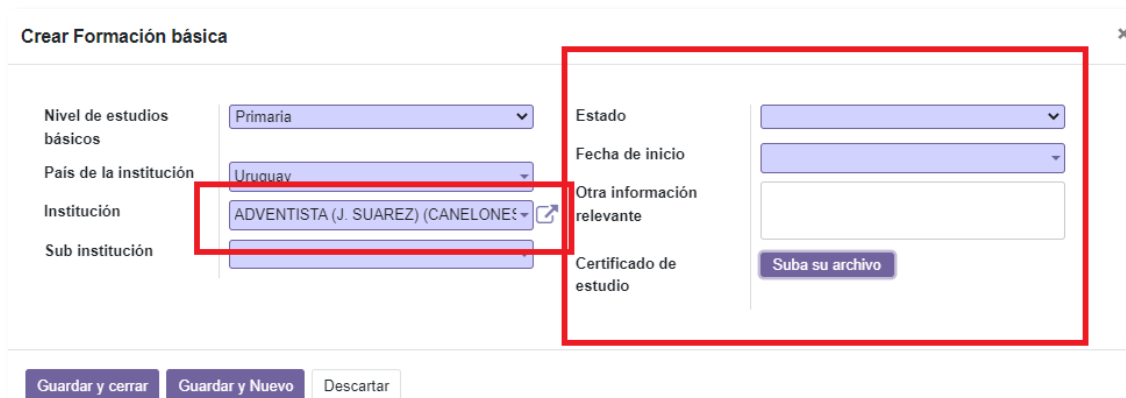 Crear Formación básica
×
Nivel de estudios
básicos
Primaria
País de la institución
Uruguay
Institución
ADVENTISTA (J. SUAREZ) (CANELONES
Sub institución
Estado
Fecha de inicio
Otra información
relevante
Certificado de
estudio
Suba su archivo
Guardar y cerrar
Guardar y Nuevo
Descartar